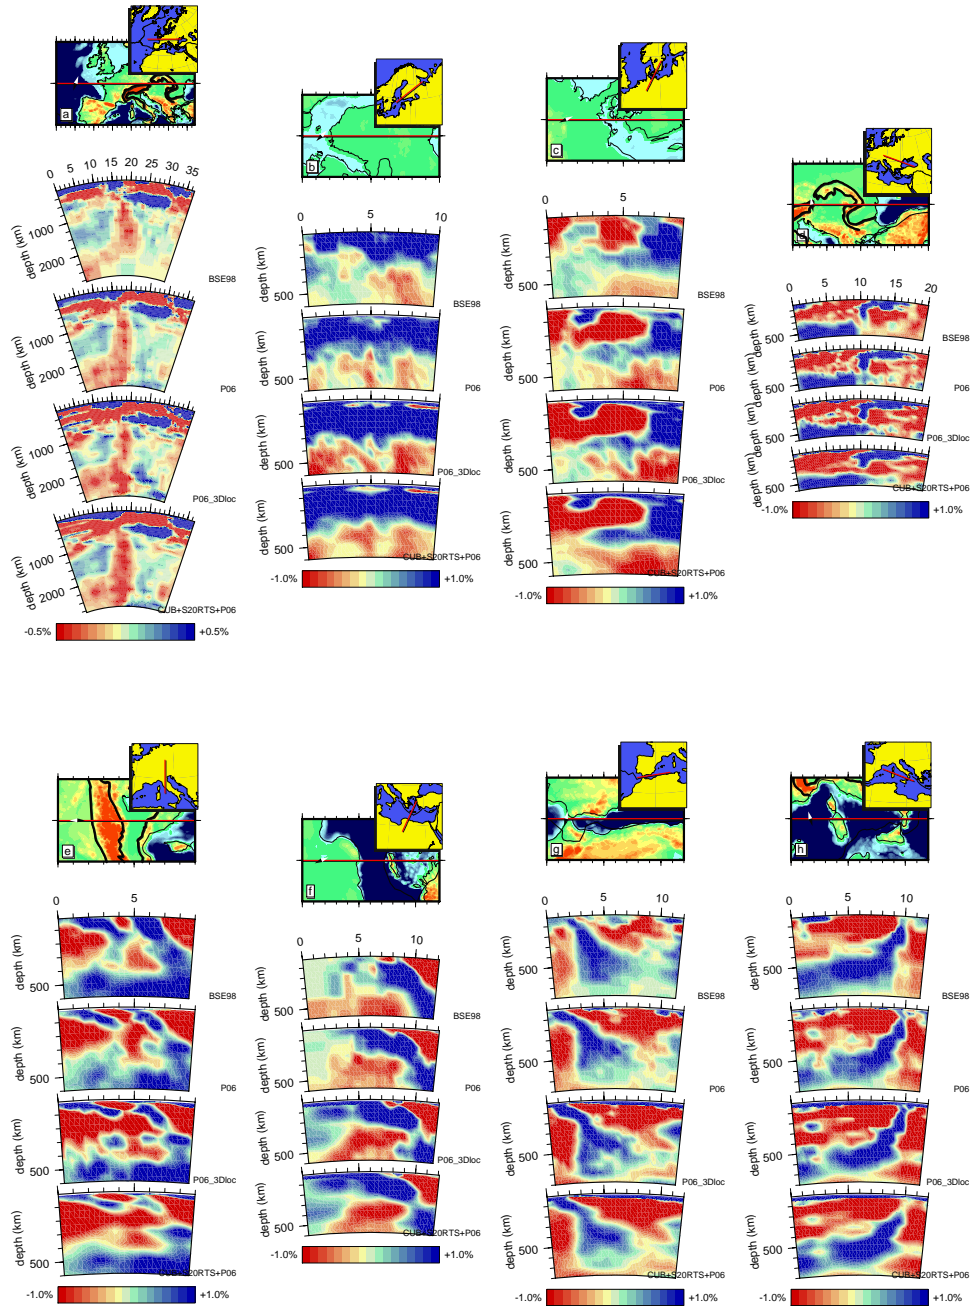 a
0 5 10 15 20 25 30 35
depth (km)
1000
2000
BSE98
depth (km)
1000
2000
P06
depth (km)
1000
2000
P06_3Dloc
depth (km)
1000
2000
CUB+S20RTS+P06
-0.5% +0.5%
b
0 5 10
depth (km)
500
BSE98
depth (km)
500
P06
depth (km)
500
P06_3Dloc
depth (km)
500
CUB+S20RTS+P06
-1.0% +1.0%
c
5
depth (km)
500
BSE98
depth (km)
500
P06
depth (km)
500
P06_3Dloc
depth (km)
500
CUB+S20RTS+P06
-1.0% +1.0%
d
0 5 10 15 20
depth (km)
500
BSE98
depth (km)
500
P06
depth (km)
500
P06_3Dloc
depth (km)
500
CUB+S20RTS+P06
-1.0% +1.0%
e
0 5
depth (km)
500
BSE98
depth (km)
500
P06
depth (km)
500
P06_3Dloc
depth (km)
500
CUB+S20RTS+P06
-1.0% +1.0%
f
0 5 10
depth (km)
500
BSE98
depth (km)
500
P06
depth (km)
500
P06_3Dloc
depth (km)
500
CUB+S20RTS+P06
-1.0% +1.0%
g
0 5 10
depth (km)
500
BSE98
depth (km)
500
P06
depth (km)
500
P06_3Dloc
depth (km)
500
CUB+S20RTS+P06
-1.0% +1.0%
h
0 5 10
depth (km)
500
BSE98
depth (km)
500
P06
depth (km)
500
P06_3Dloc
depth (km)
500
CUB+S20RTS+P06
-1.0% +1.0%